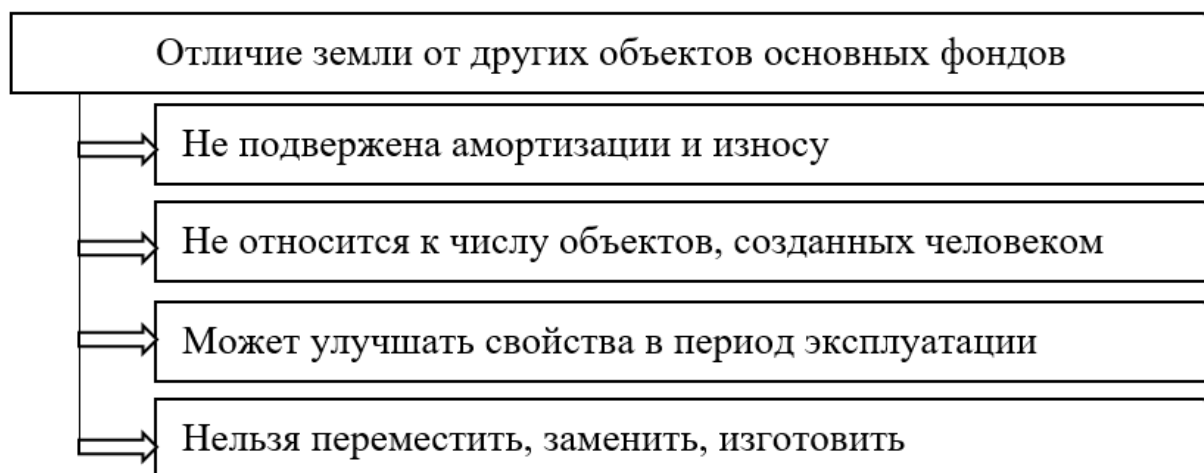 Отличие земли от других объектов основных фондов
Не подвержена амортизации и износу
Не относится к числу объектов, созданных человеком
Может улучшать свойства в период эксплуатации
Нельзя переместить, заменить, изготовить